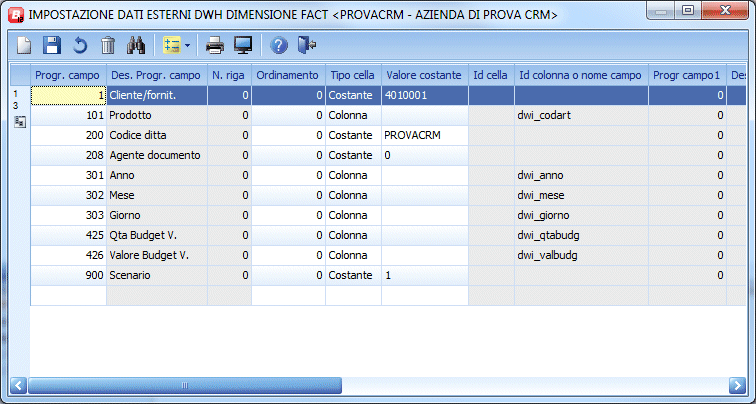 IMPOSTAZIONE DATI ESTERNI DWH DIMENSIONE FACT <PROVACRM - AZIENDA DI PROVA CRM>
Progr. campo Des. Progr. campo N. riga Ordinamento Tipo cella Valore costante Id cella Id colonna o nome campo Progr campo1 Des
1 1 Cliente/fornit. 0 0 Costante 4010001 0
3
101 Prodotto 0 0 Colonna dwi_codart 0
200 Codice ditta 0 0 Costante PROVACRM 0
208 Agente documento 0 0 Costante 0 0
301 Anno 0 0 Colonna dwi_anno 0
302 Mese 0 0 Colonna dwi_mese 0
303 Giorno 0 0 Colonna dwi_giorno 0
425 Qta Budget V. 0 0 Colonna dwi_qtabudg 0
426 Valore Budget V. 0 0 Colonna dwi_valbudg 0
900 Scenario 0 0 Costante 1 0